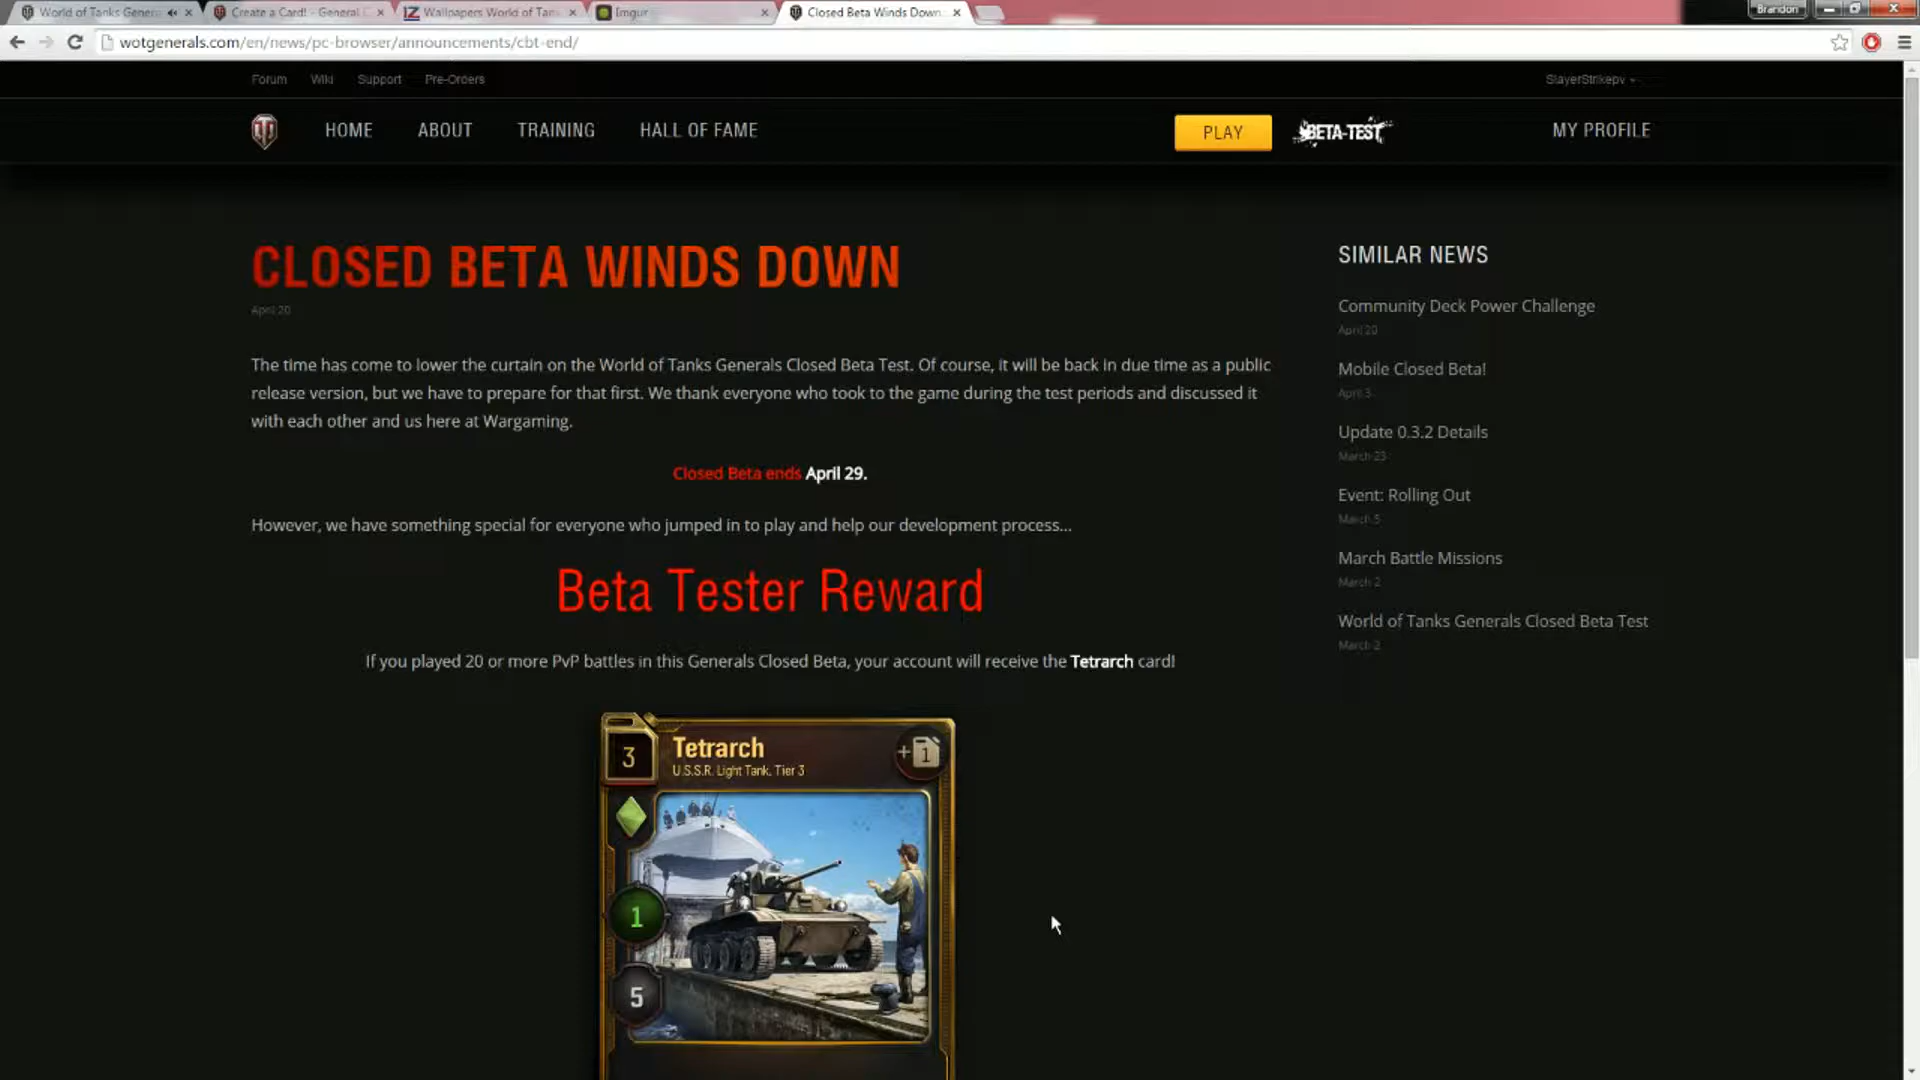 World of Tanks Genera
Create a Card! - General D
Wallpapers World of Tan
Imgur
Closed Beta Winds Down
Brandon
wotgenerals.com/en/news/pc-browser/announcements/cbt-end/
Forum Wiki Support Pre-Orders
SlayerStrikepv
HOME ABOUT TRAINING HALL OF FAME
PLAY
BETA-TEST
MY PROFILE
CLOSED BETA WINDS DOWN
April 20
The time has come to lower the curtain on the World of Tanks Generals Closed Beta Test. Of course, it will be back in due time as a public
release version, but we have to prepare for that first. We thank everyone who took to the game during the test periods and discussed it
with each other and us here at Wargaming.
Closed Beta ends April 29.
However, we have something special for everyone who jumped in to play and help our development process...
Beta Tester Reward
If you played 20 or more PvP battles in this Generals Closed Beta, your account will receive the Tetrarch card!
3
Tetrarch
U.S.S.R. Light Tank, Tier 3
+1
1
5
SIMILAR NEWS
Community Deck Power Challenge
April 20
Mobile Closed Beta!
April 3
Update 0.3.2 Details
March 23
Event: Rolling Out
March 5
March Battle Missions
March 2
World of Tanks Generals Closed Beta Test
March 2